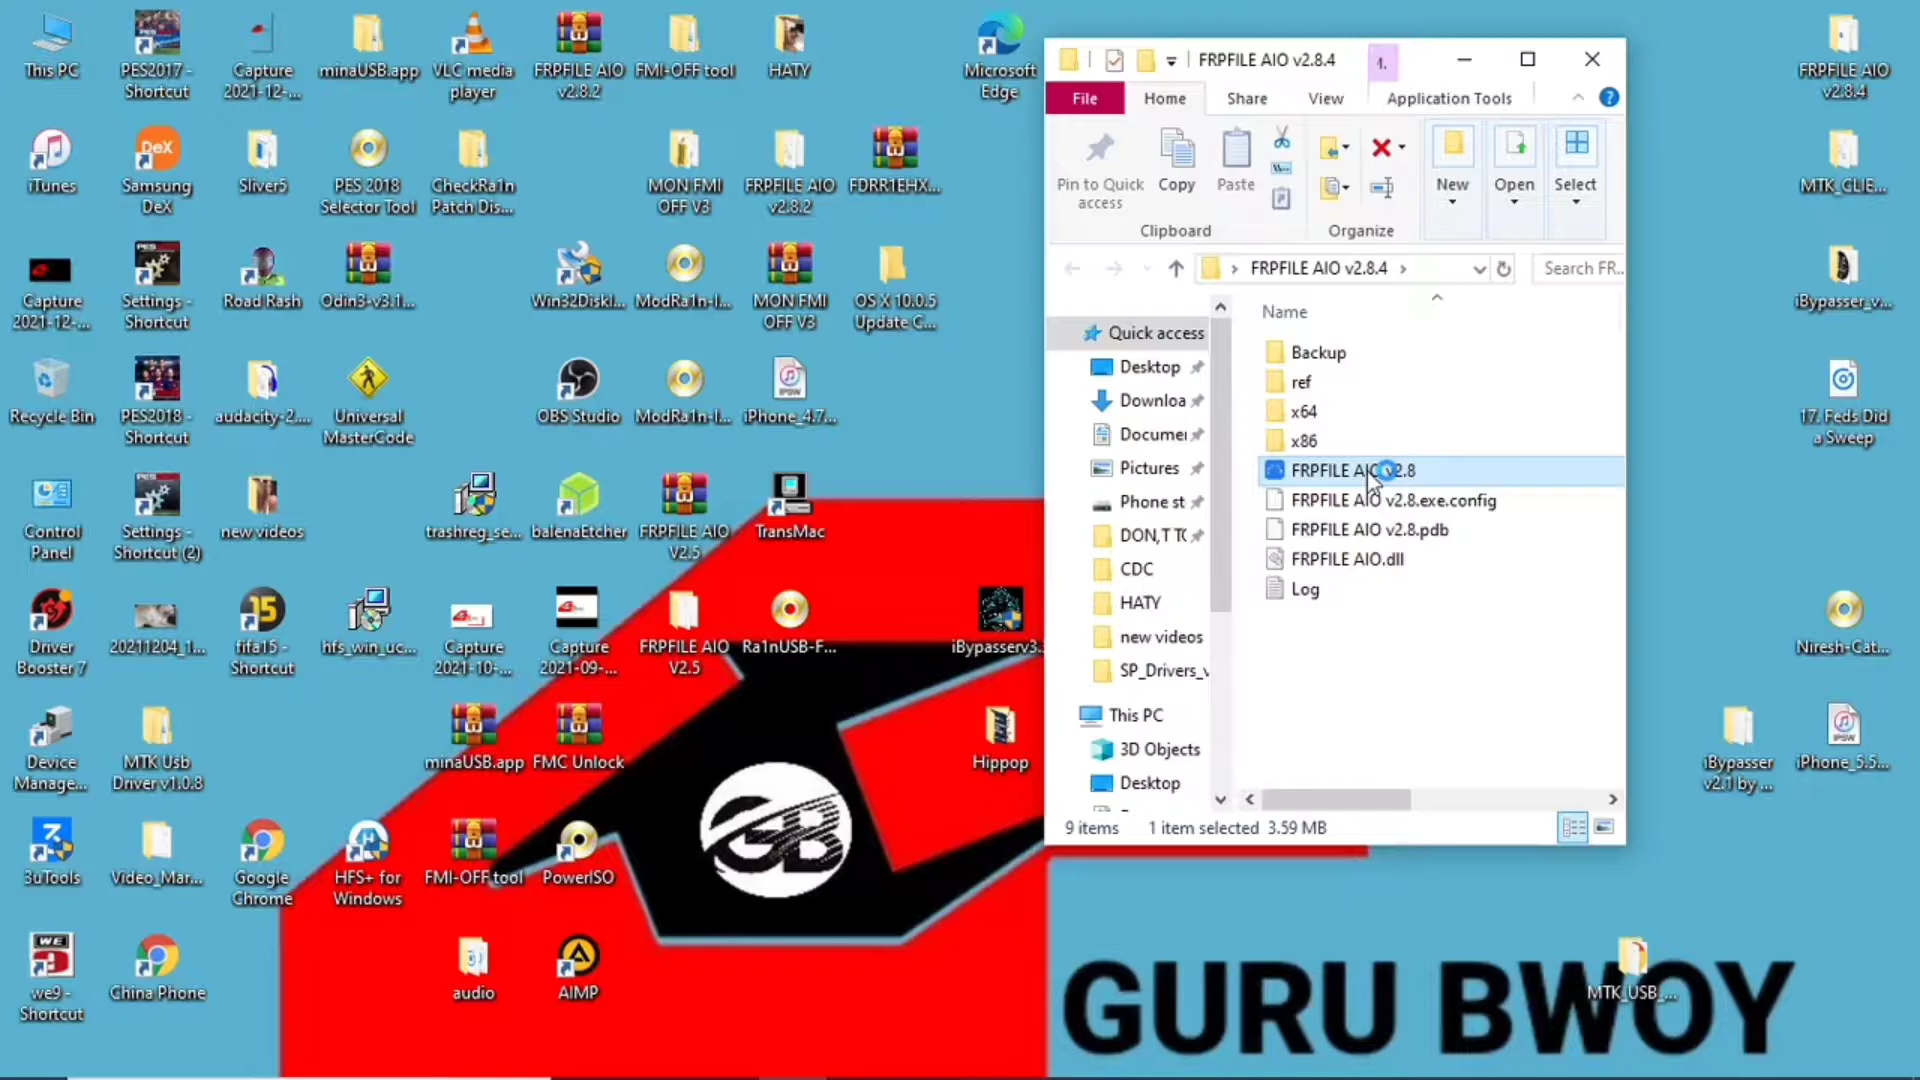 This PC
PES2017 -
Shortcut
Capture
2021-12-...
minaUSB.app
VLC media
player
FRPFILE AIO
v2.8.2
FMI-OFF tool
HATY
Microsoft
Edge
iTunes
Samsung
DeX
Sliver5
PES 2018
Selector Tool
CheckRa1n
Patch Dis...
MON FMI
OFF V3
FRPFILE AIO
v2.8.2
FDRR1EHX...
Capture
2021-12-...
Settings -
Shortcut
Road Rash
Odin3-v3.1...
Win32DiskI...
ModRa1n-I...
MON FMI
OFF V3
OS X 10.0.5
Update C...
Recycle Bin
PES2018 -
Shortcut
audacity-2....
Universal
MasterCode
OBS Studio
ModRa1n-I...
iPhone_4.7...
Control
Panel
Settings -
Shortcut (2)
new videos
trashreg_se...
balenaEtcher
FRPFILE AIO
V2.5
TransMac
Driver
Booster 7
20211204_1...
fifa15 -
Shortcut
hfs_win_uc...
Capture
2021-10-...
Capture
2021-09-...
FRPFILE AIO
V2.5
Ra1nUSB-F...
iBypasserv3.
Device
Manage...
MTK Usb
Driver v1.0.8
minaUSB.app
FMC Unlock
Hippop
3uTools
Video_Mar...
Google
Chrome
HFS+ for
Windows
FMI-OFF tool
PowerISO
we9 -
Shortcut
China Phone
audio
AIMP
GB
FRPFILE AIO v2.8.4
File
Home
Share
View
Application Tools
Pin to Quick
access
Copy
Paste
New
Open
Select
Clipboard
Organize
FRPFILE AIO v2.8.4
Search FR...
Quick access
Desktop
Downloa
Documer
Pictures
Phone st
DON,T TO
CDC
HATY
new videos
SP_Drivers_v
This PC
3D Objects
Desktop
Name
Backup
ref
x64
x86
FRPFILE AIO v2.8
FRPFILE AIO v2.8.exe.config
FRPFILE AIO v2.8.pdb
FRPFILE AIO.dll
Log
9 items
1 item selected 3.59 MB
FRPFILE AIO
v2.8.4
MTK_CLIE...
iBypasser_v...
17. Feds Did
a Sweep
Niresh-Cat...
iBypasser
v2.1 by ...
iPhone_5.5...
MTK_USB_...
GURU BWOY